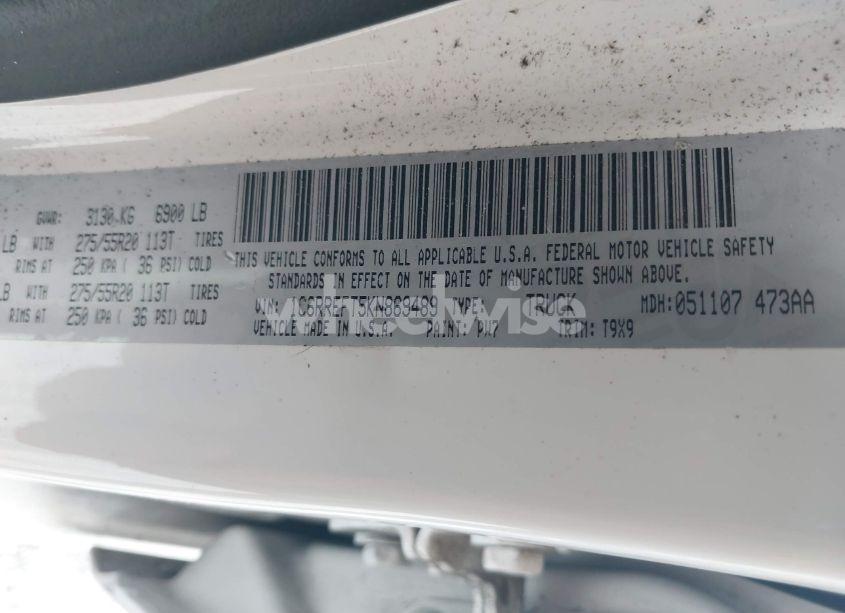 GVWR: 3130 KG 6900 LB
LB WITH 275/55R20 113T TIRES
RIMS AT 250 KPA ( 36 PSI) COLD
LB WITH 275/55R20 113T TIRES
RIMS AT 250 KPA ( 36 PSI) COLD
THIS VEHICLE CONFORMS TO ALL APPLICABLE U.S.A. FEDERAL MOTOR VEHICLE SAFETY
STANDARDS IN EFFECT ON THE DATE OF MANUFACTURE SHOWN ABOVE.
VIN: 1C6RREFT5KN869489 TYPE: TRUCK MDH:051107 473AA
VEHICLE MADE IN U.S.A. PAINT: PW7 TRIM: T9X9
wheelwise